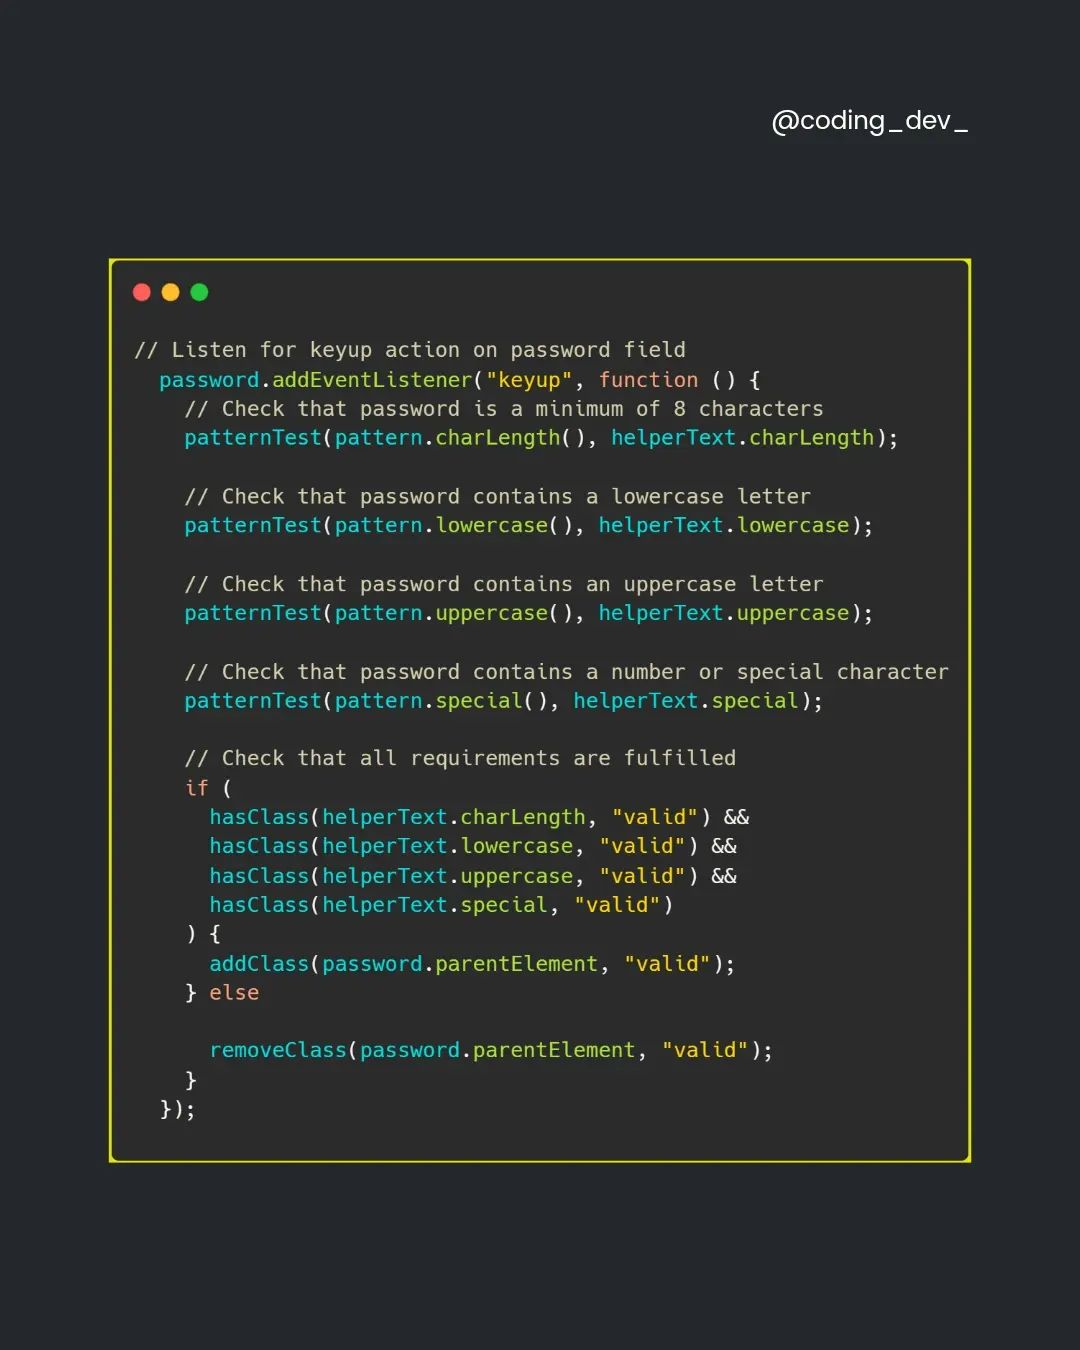 @coding_dev_
// Listen for keyup action on password field
  password.addEventListener("keyup", function () {
    // Check that password is a minimum of 8 characters
    patternTest(pattern.charLength(), helperText.charLength);

    // Check that password contains a lowercase letter
    patternTest(pattern.lowercase(), helperText.lowercase);

    // Check that password contains an uppercase letter
    patternTest(pattern.uppercase(), helperText.uppercase);

    // Check that password contains a number or special character
    patternTest(pattern.special(), helperText.special);

    // Check that all requirements are fulfilled
    if (
      hasClass(helperText.charLength, "valid") &&
      hasClass(helperText.lowercase, "valid") &&
      hasClass(helperText.uppercase, "valid") &&
      hasClass(helperText.special, "valid")
    ) {
      addClass(password.parentElement, "valid");
    } else

      removeClass(password.parentElement, "valid");
    }
  });